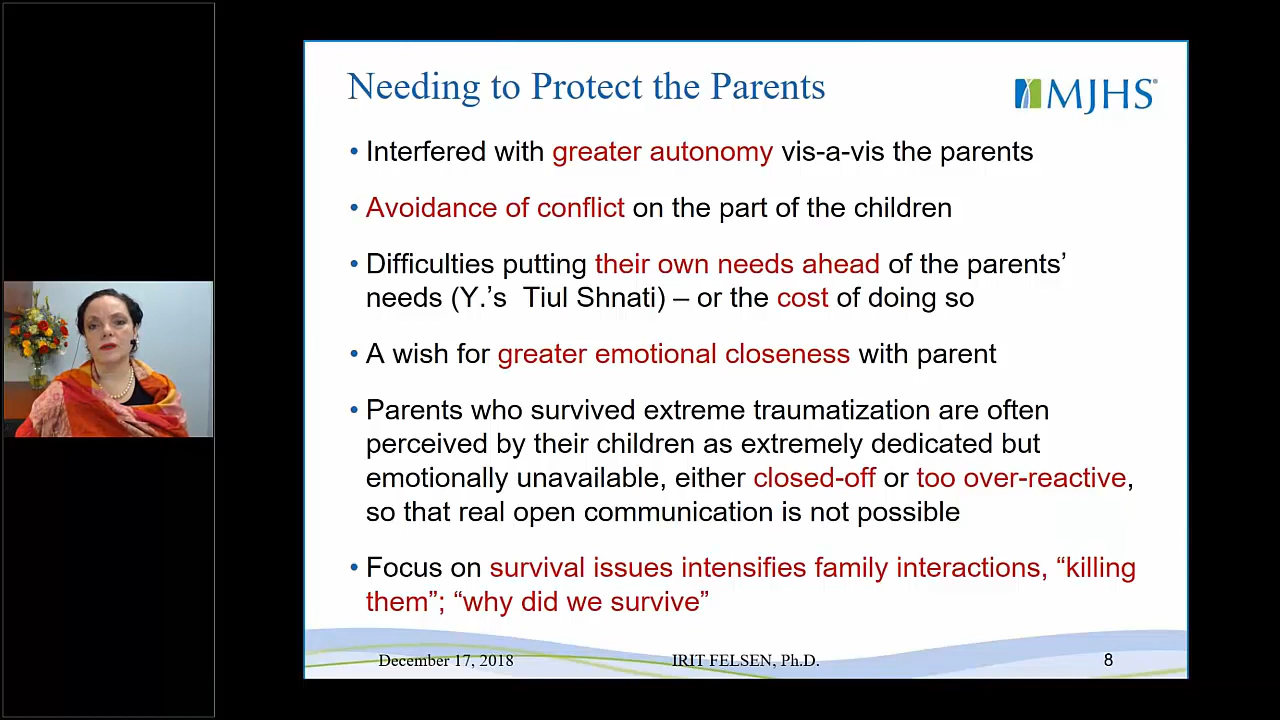 Needing to Protect the Parents
MJHS
• Interfered with greater autonomy vis-a-vis the parents
• Avoidance of conflict on the part of the children
• Difficulties putting their own needs ahead of the parents’
needs (Y.’s Tiul Shnati) – or the cost of doing so
• A wish for greater emotional closeness with parent
• Parents who survived extreme traumatization are often
perceived by their children as extremely dedicated but
emotionally unavailable, either closed-off or too over-reactive,
so that real open communication is not possible
• Focus on survival issues intensifies family interactions, “killing
them”; “why did we survive”
December 17, 2018 IRIT FELSEN, Ph.D. 8